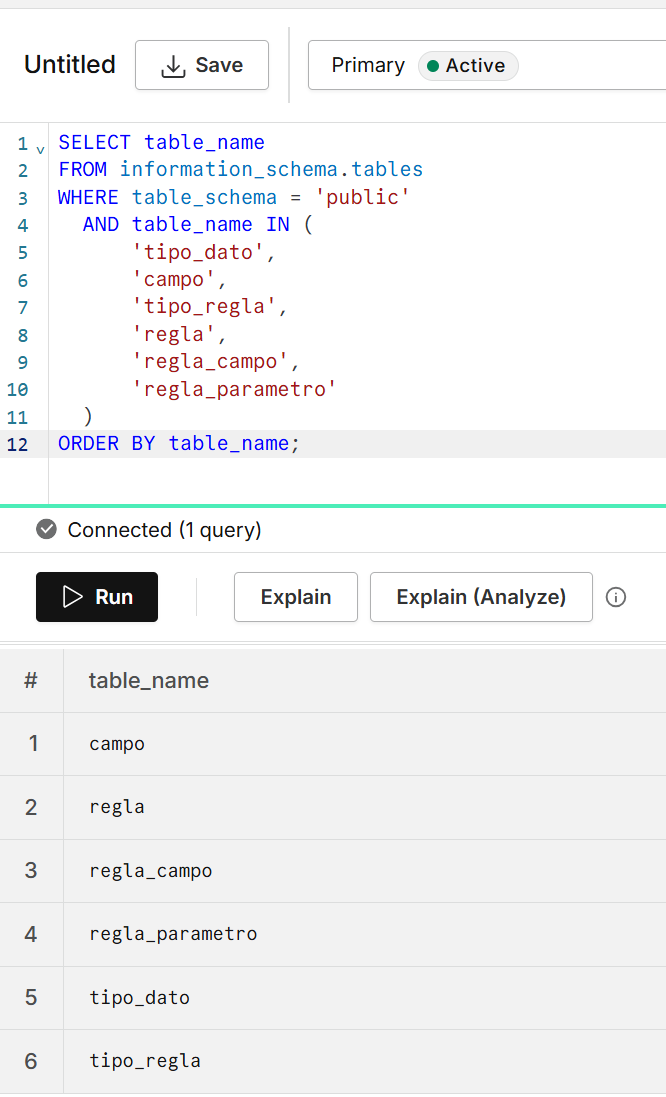 Untitled Save Primary Active
1 SELECT table_name
2 FROM information_schema.tables
3 WHERE table_schema = 'public'
4 AND table_name IN (
5 'tipo_dato',
6 'campo',
7 'tipo_regla',
8 'regla',
9 'regla_campo',
10 'regla_parametro'
11 )
12 ORDER BY table_name;
Connected (1 query)
Run Explain Explain (Analyze)
# table_name
1 campo
2 regla
3 regla_campo
4 regla_parametro
5 tipo_dato
6 tipo_regla